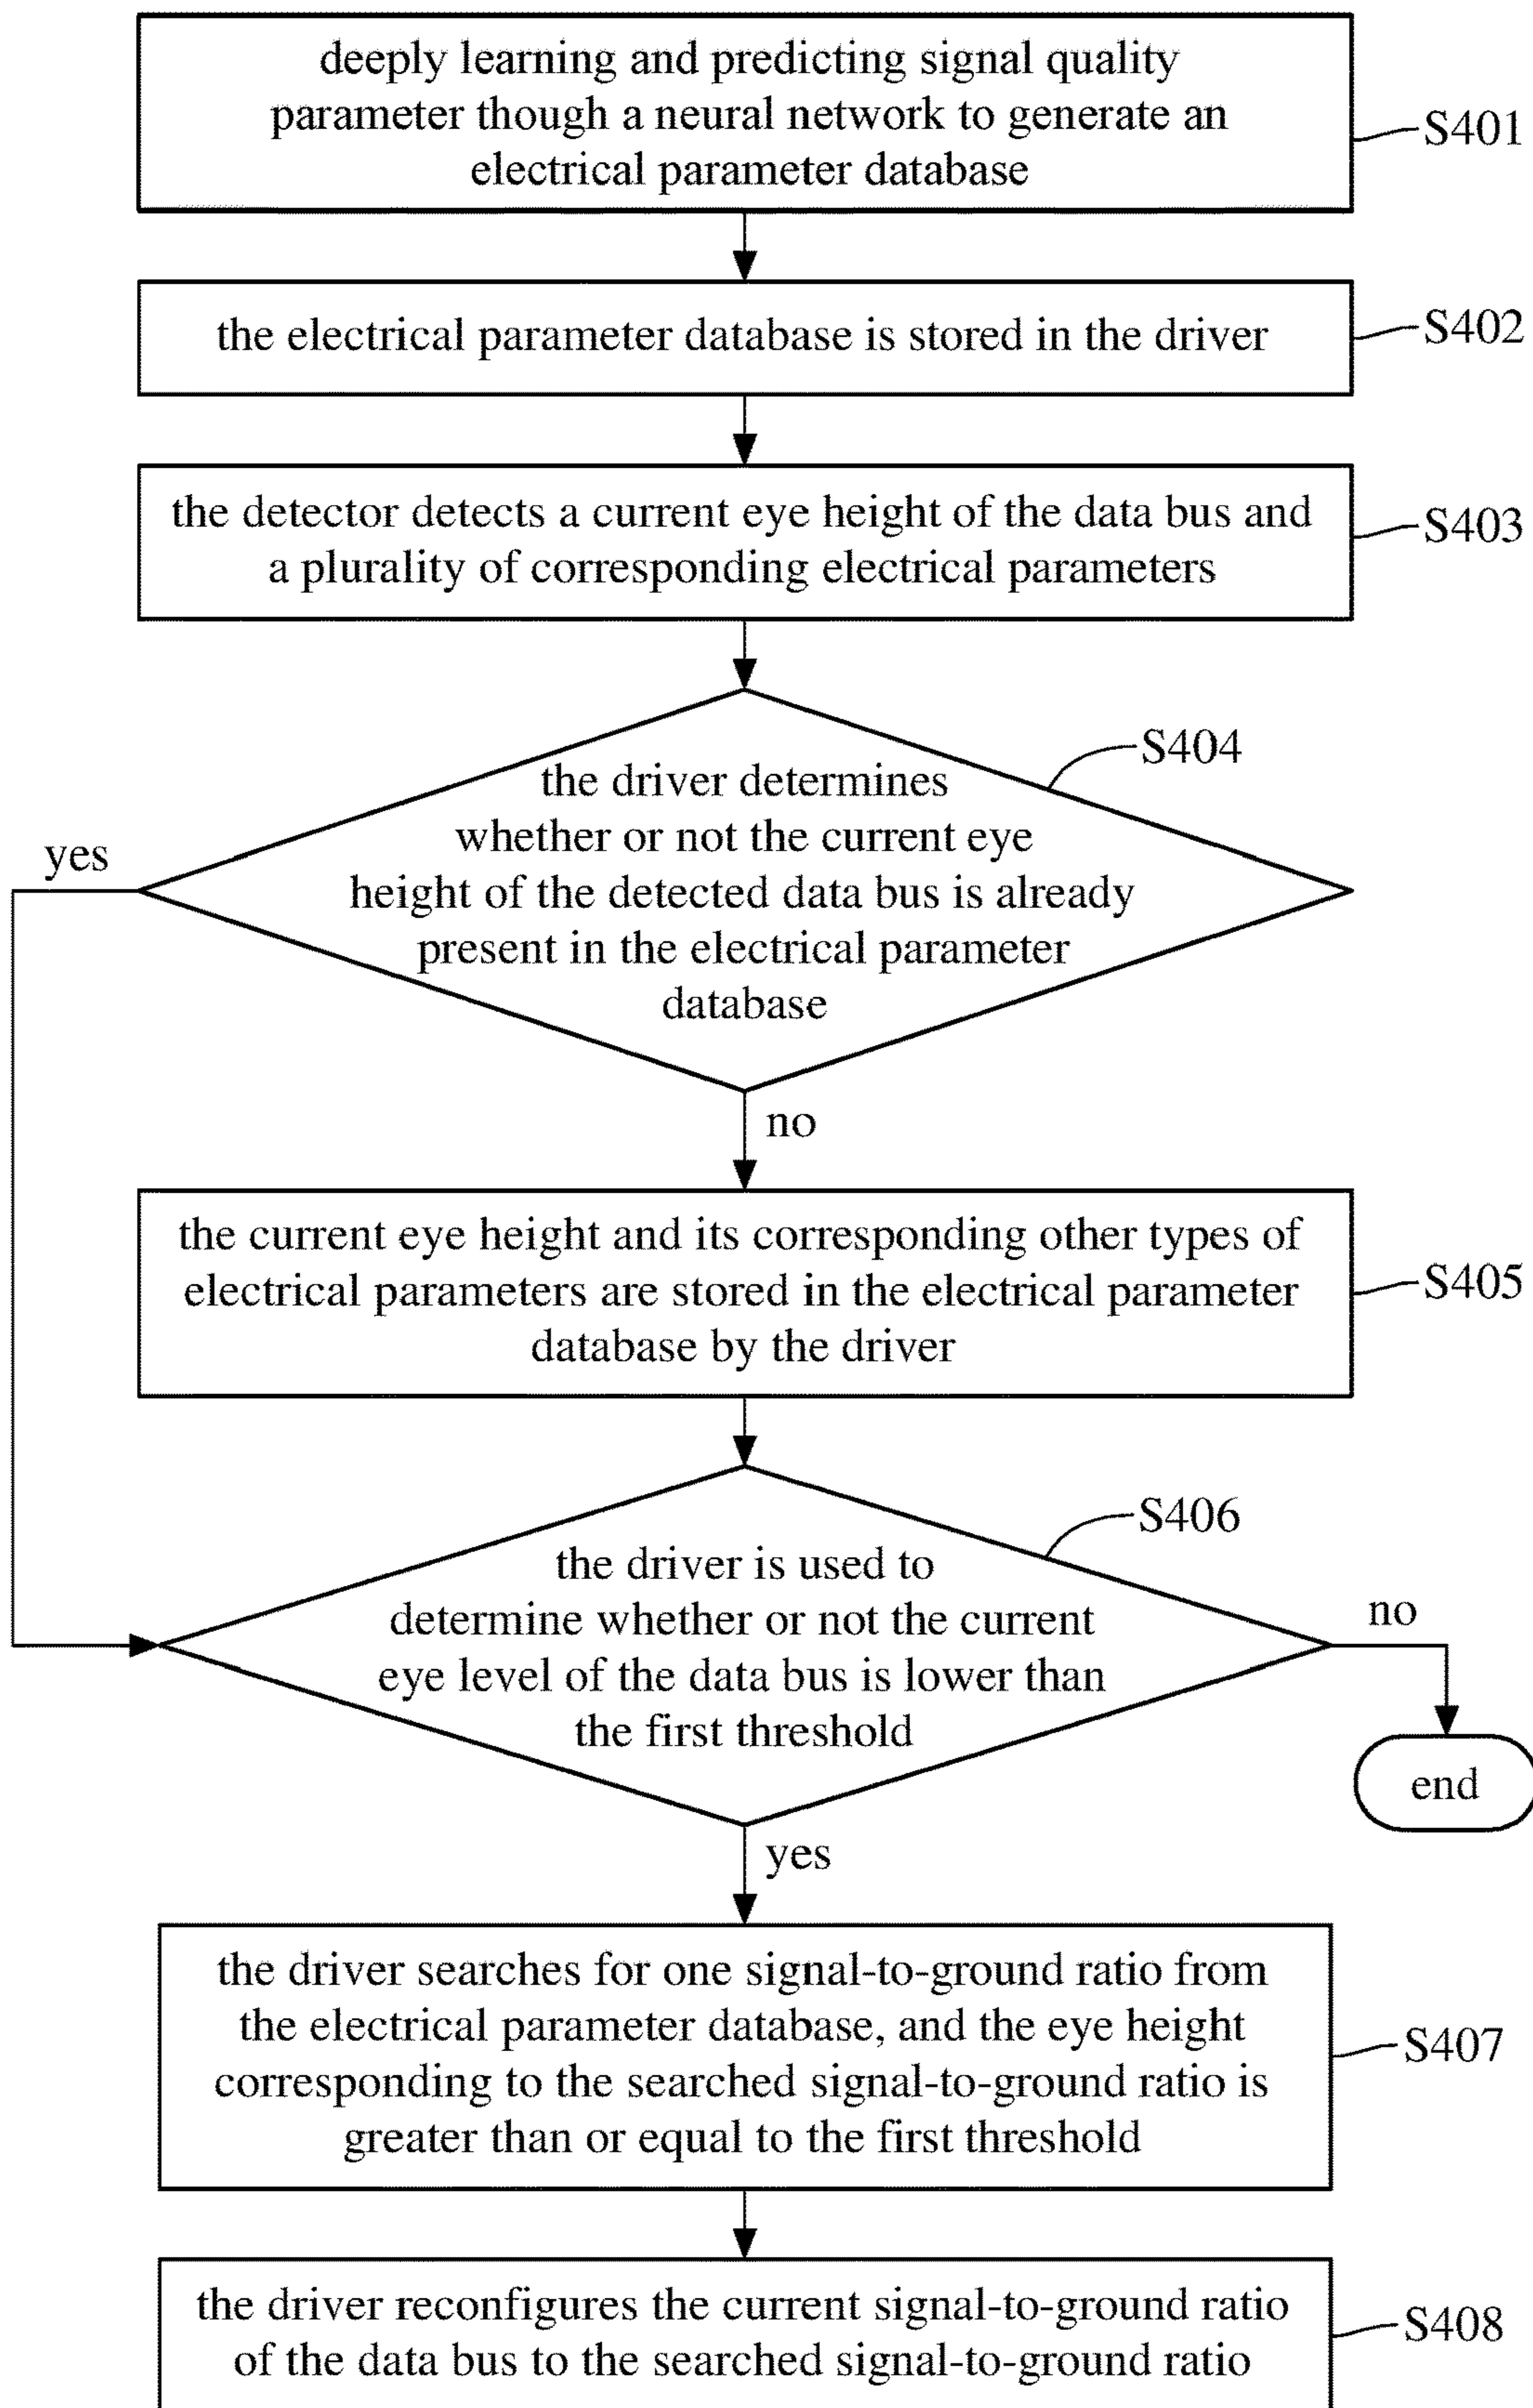 deeply learning and predicting signal quality
parameter though a neural network to generate an
electrical parameter database
S401
the electrical parameter database is stored in the driver
S402
the detector detects a current eye height of the data bus and
a plurality of corresponding electrical parameters
S403
S404
the driver determines
whether or not the current eye
height of the detected data bus is already
present in the electrical parameter
database
yes
no
the current eye height and its corresponding other types of
electrical parameters are stored in the electrical parameter
database by the driver
S405
S406
the driver is used to
determine whether or not the current
eye level of the data bus is lower than
the first threshold
no
end
yes
the driver searches for one signal-to-ground ratio from
the electrical parameter database, and the eye height
corresponding to the searched signal-to-ground ratio is
greater than or equal to the first threshold
S407
the driver reconfigures the current signal-to-ground ratio
of the data bus to the searched signal-to-ground ratio
S408